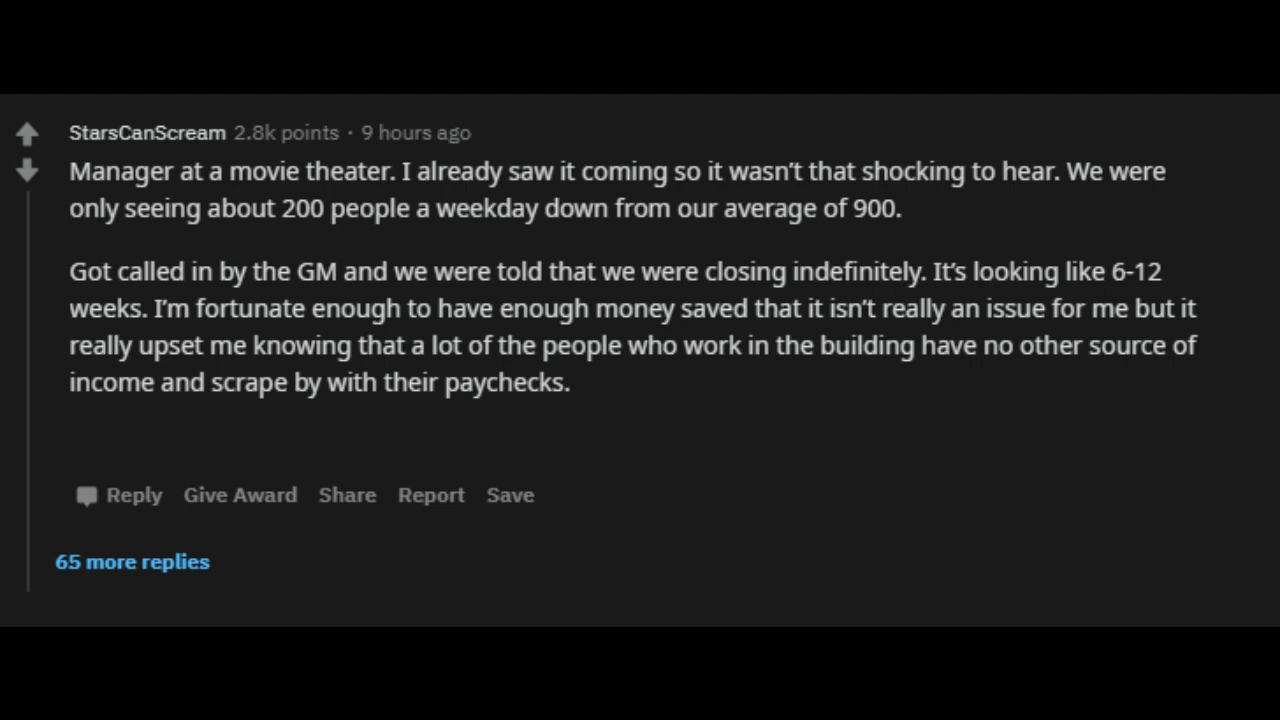 StarsCanScream 2.8k points · 9 hours ago
Manager at a movie theater. I already saw it coming so it wasn't that shocking to hear. We were
only seeing about 200 people a weekday down from our average of 900.
Got called in by the GM and we were told that we were closing indefinitely. It's looking like 6-12
weeks. I'm fortunate enough to have enough money saved that it isn't really an issue for me but it
really upset me knowing that a lot of the people who work in the building have no other source of
income and scrape by with their paychecks.
Reply Give Award Share Report Save
65 more replies